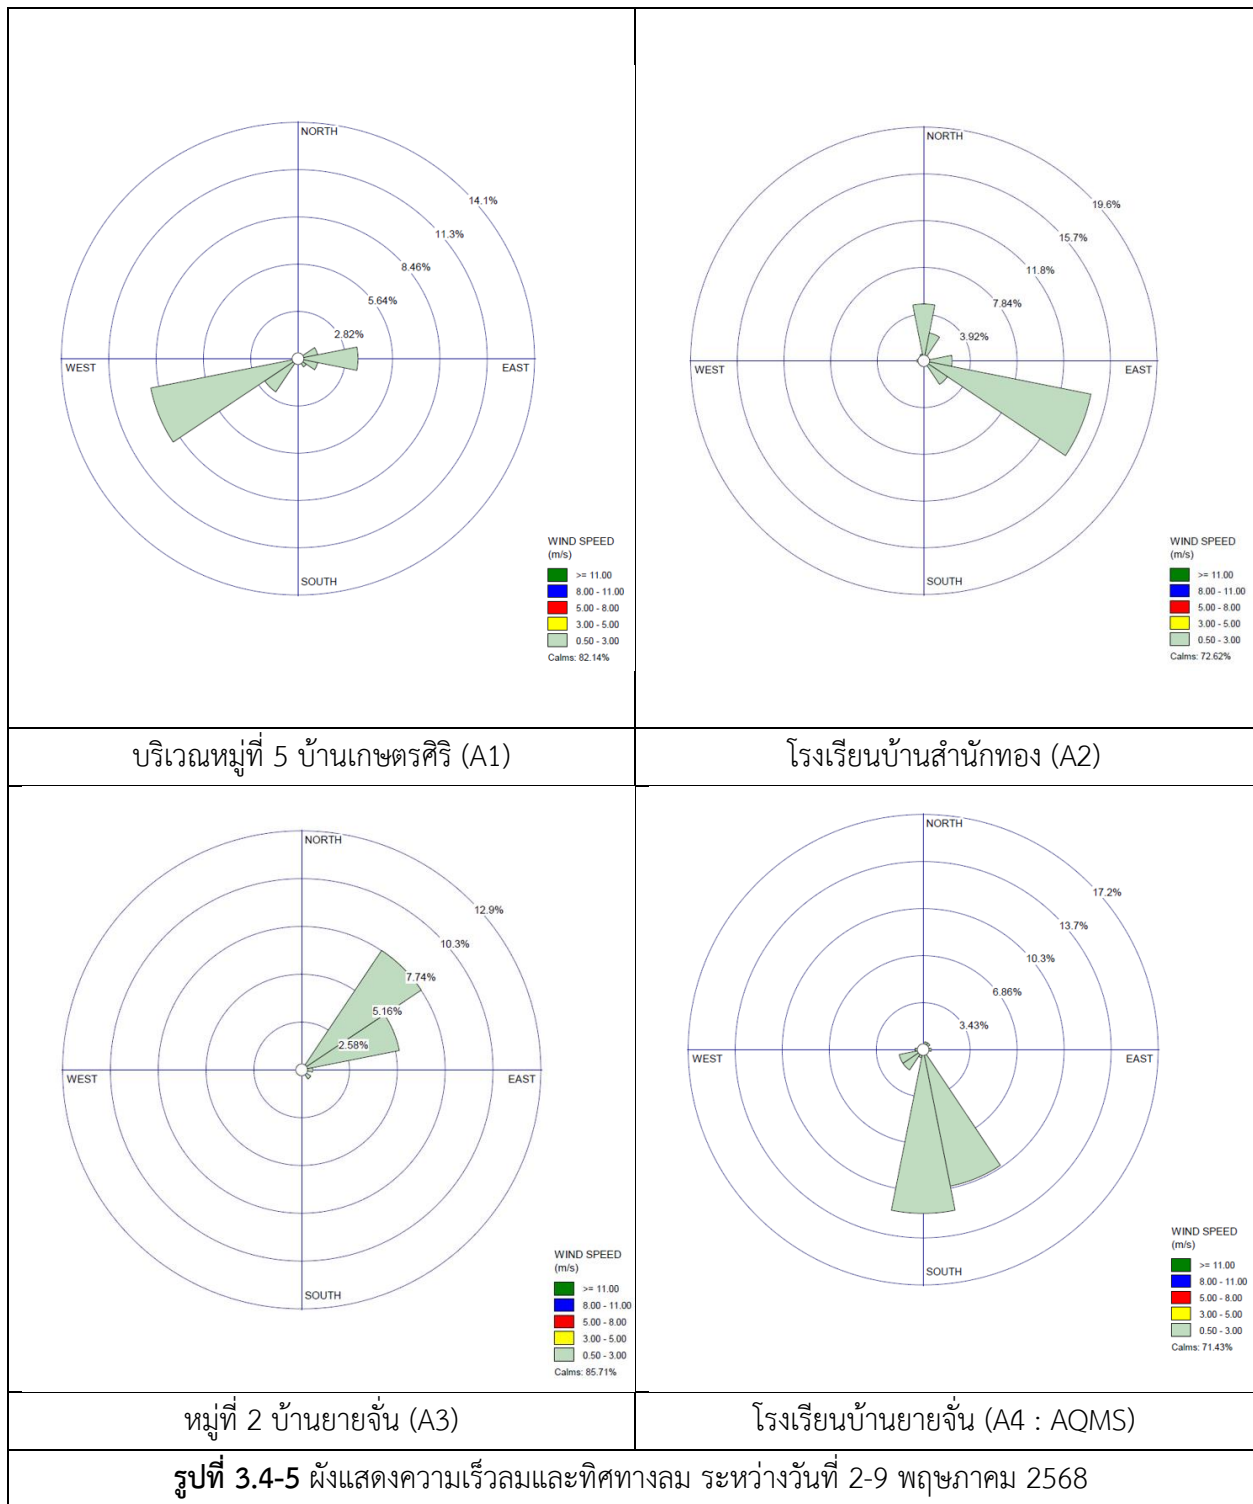 NORTH
14.1%
11.3%
8.46%
5.64%
2.82%
WEST
EAST
SOUTH
WIND SPEED
(m/s)
>= 11.00
8.00 - 11.00
5.00 - 8.00
3.00 - 5.00
0.50 - 3.00
Calms: 82.14%
บริเวณหมู่ที่ 5 บ้านเกษตรศิริ (A1)
NORTH
19.6%
15.7%
11.8%
7.84%
3.92%
WEST
EAST
SOUTH
WIND SPEED
(m/s)
>= 11.00
8.00 - 11.00
5.00 - 8.00
3.00 - 5.00
0.50 - 3.00
Calms: 72.62%
โรงเรียนบ้านสำนักทอง (A2)
NORTH
12.9%
10.3%
7.74%
5.16%
2.58%
WEST
EAST
SOUTH
WIND SPEED
(m/s)
>= 11.00
8.00 - 11.00
5.00 - 8.00
3.00 - 5.00
0.50 - 3.00
Calms: 85.71%
หมู่ที่ 2 บ้านยายจั่น (A3)
NORTH
17.2%
13.7%
10.3%
6.86%
3.43%
WEST
EAST
SOUTH
WIND SPEED
(m/s)
>= 11.00
8.00 - 11.00
5.00 - 8.00
3.00 - 5.00
0.50 - 3.00
Calms: 71.43%
โรงเรียนบ้านยายจั่น (A4 : AQMS)
รูปที่ 3.4-5 ผังแสดงความเร็วลมและทิศทางลม ระหว่างวันที่ 2-9 พฤษภาคม 2568